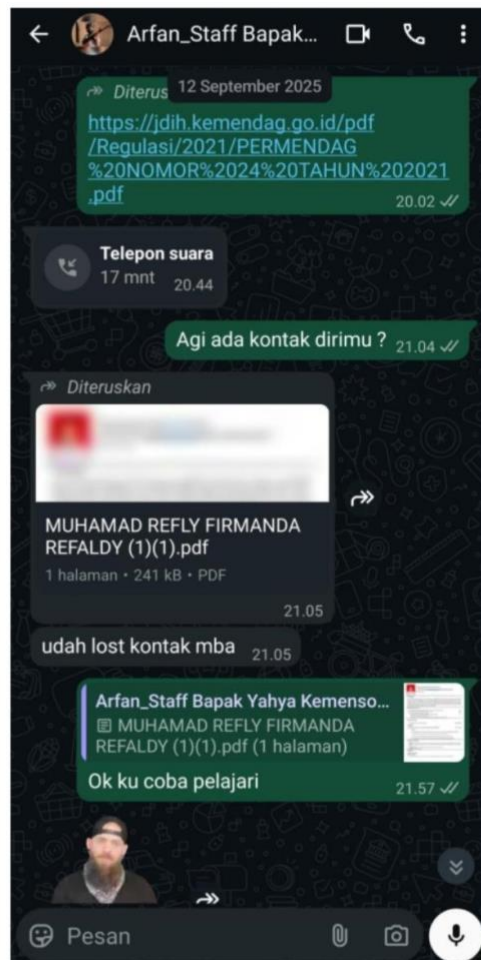 Arfan_Staff Bapak...
Diterus
12 September 2025
https://jdih.kemendag.go.id/pdf
/Regulasi/2021/PERMENDAG
%20NOMOR%2024%20TAHUN%202021
.pdf
20.02
Telepon suara
17 mnt 20.44
Agi ada kontak dirimu ? 21.04
Diteruskan
MUHAMAD REFLY FIRMANDA
REFALDY (1)(1).pdf
1 halaman • 241 kB • PDF
21.05
udah lost kontak mba 21.05
Arfan_Staff Bapak Yahya Kemenso...
MUHAMAD REFLY FIRMANDA
REFALDY (1)(1).pdf (1 halaman)
Ok ku coba pelajari 21.57
Pesan